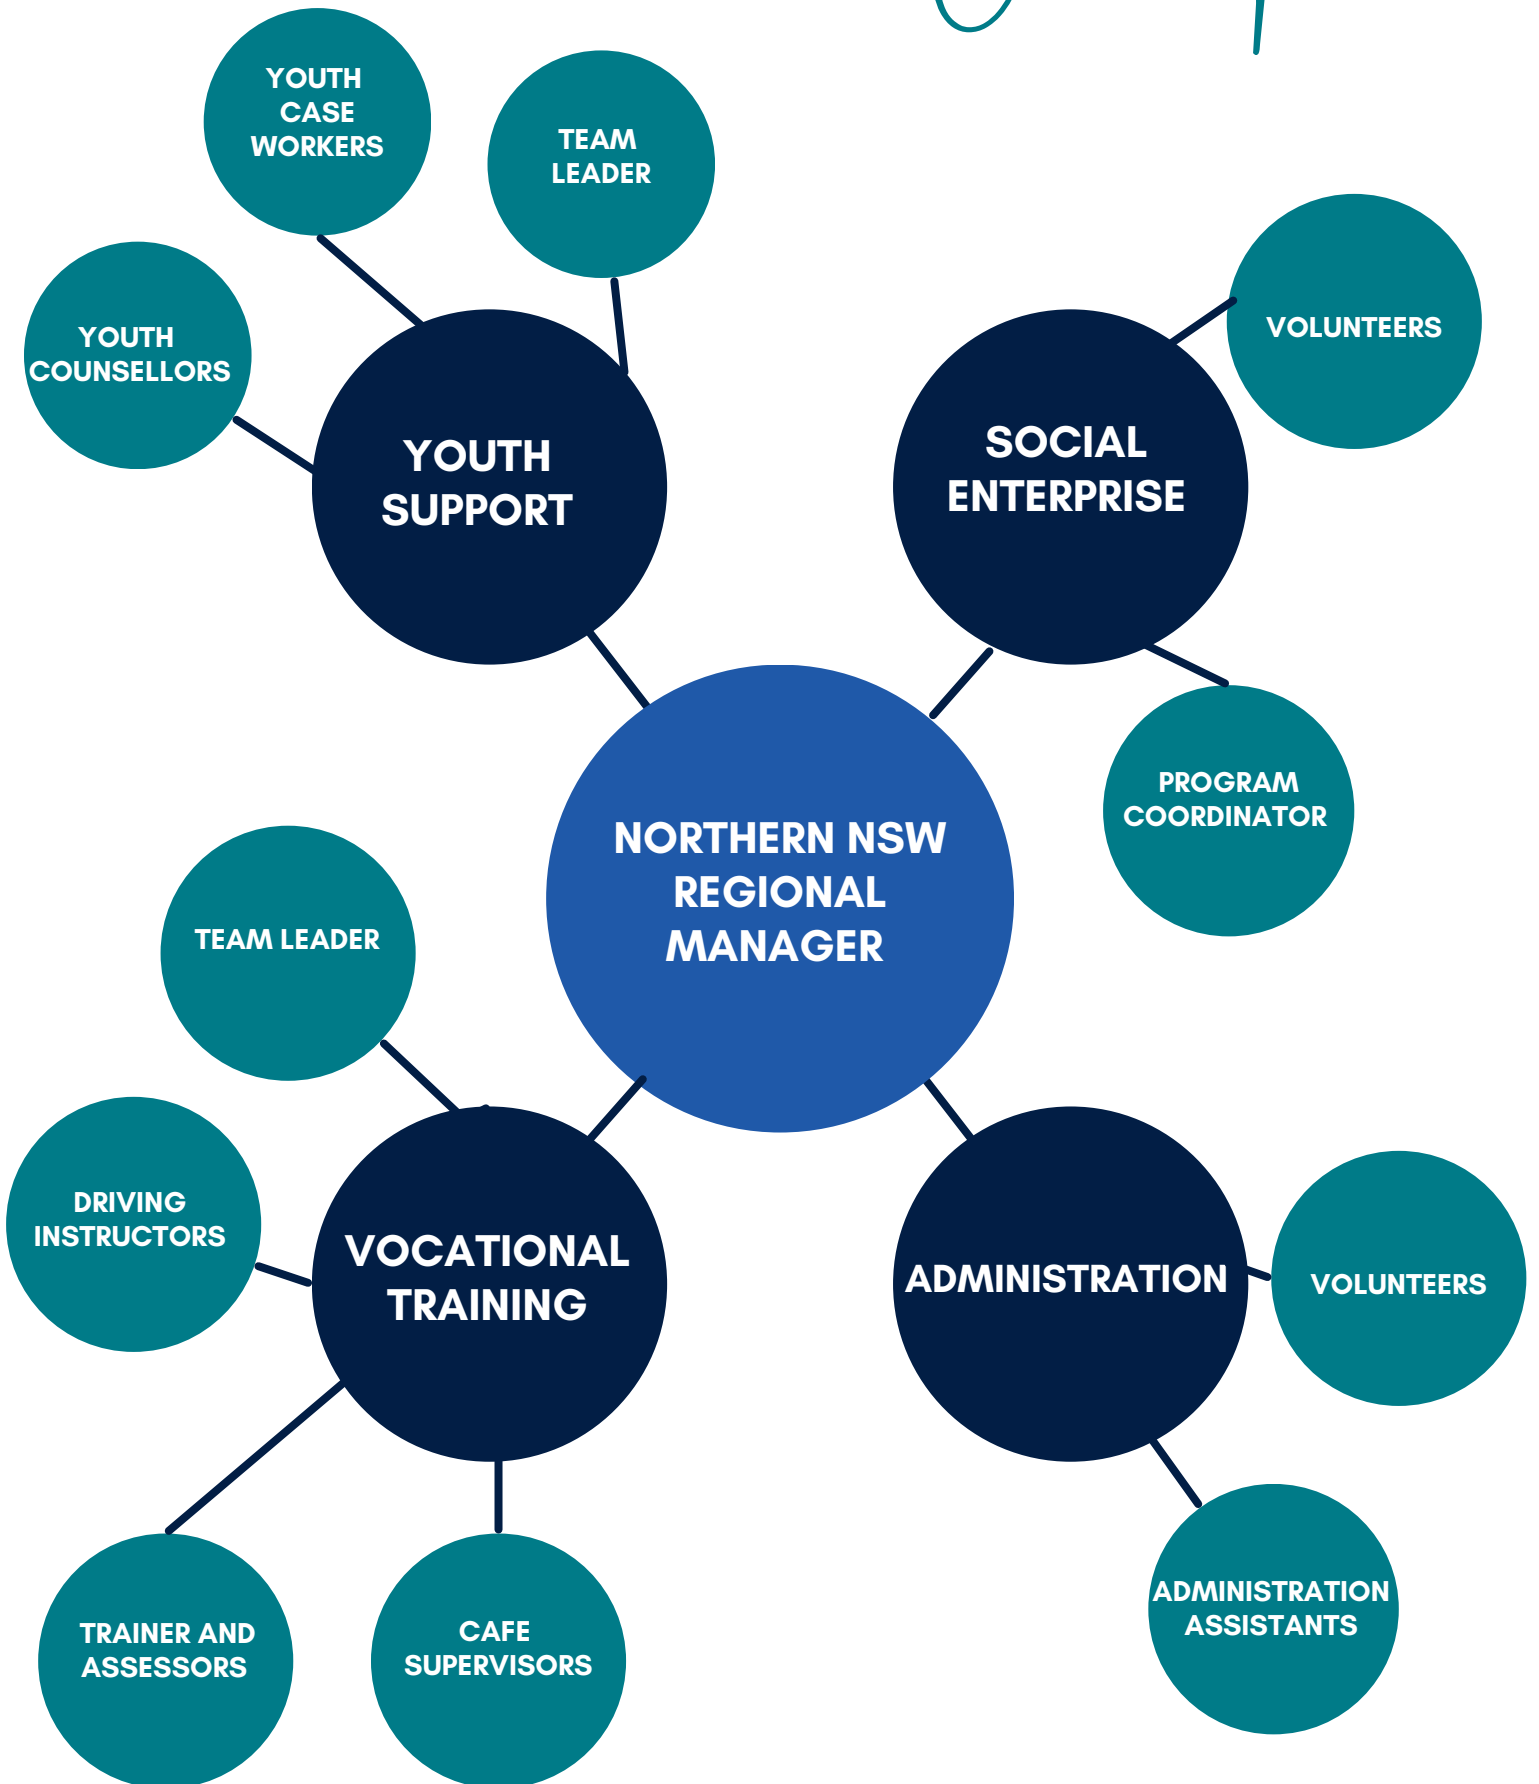 YOUTH
CASE
WORKERS
TEAM
LEADER
YOUTH
COUNSELLORS
VOLUNTEERS
YOUTH
SUPPORT
SOCIAL
ENTERPRISE
PROGRAM
COORDINATOR
NORTHERN NSW
REGIONAL
MANAGER
TEAM LEADER
DRIVING
INSTRUCTORS
VOCATIONAL
TRAINING
ADMINISTRATION
VOLUNTEERS
TRAINER AND
ASSESSORS
CAFE
SUPERVISORS
ADMINISTRATION
ASSISTANTS